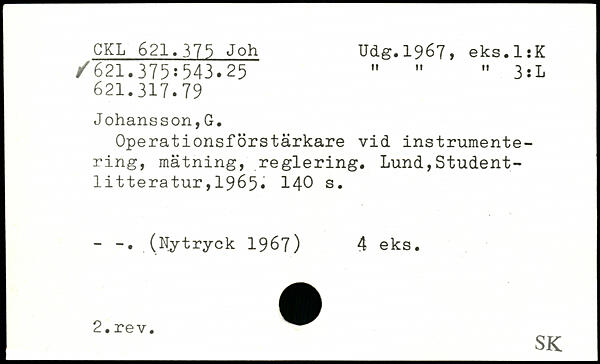 CKL 621.375 Joh Udg.1967, eks.1:K
✓621.375:543.25 " " " 3:L
621.317.79
Johansson,G.
Operationsförstärkare vid instrumente-
ring, mätning, reglering. Lund,Student-
litteratur,1965. 140 s.
- -. (Nytryck 1967) 4 eks.
2.rev.
SK